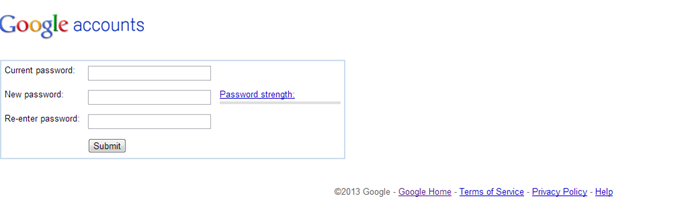 Google accounts
Current password:
New password: Password strength:
Re-enter password:
Submit
©2013 Google - Google Home - Terms of Service - Privacy Policy - Help